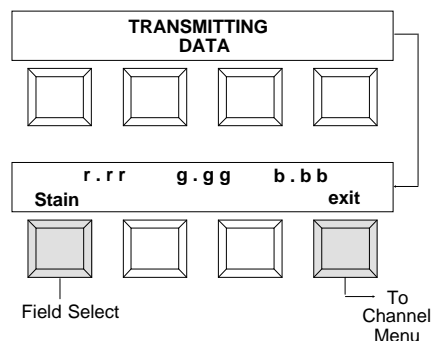 TRANSMITTING
DATA
r.rr g.gg b.bb
Stain exit
Field Select
To
Channel
Menu